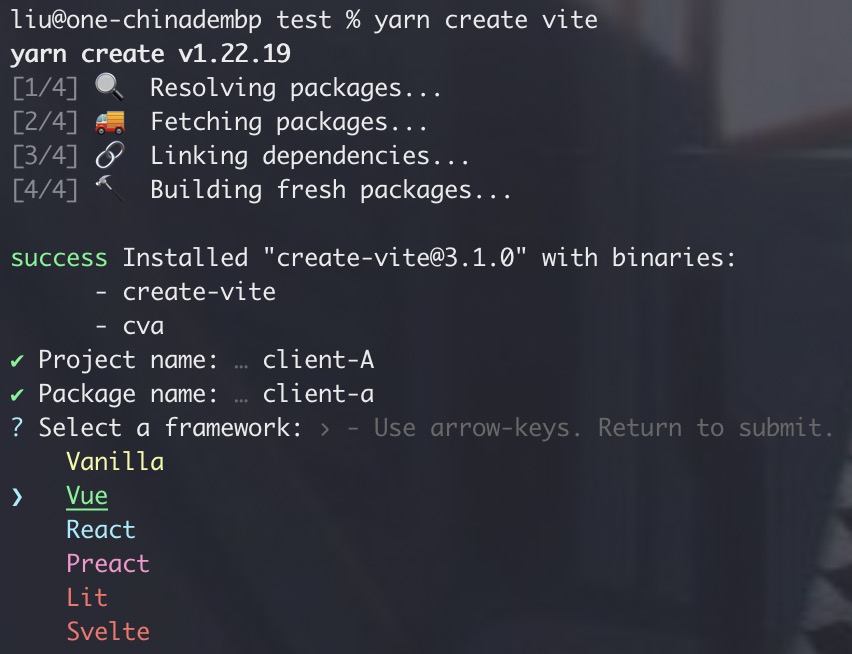 liu@one-chinadembp test % yarn create vite
yarn create v1.22.19
[1/4] 🔍 Resolving packages...
[2/4] 🚚 Fetching packages...
[3/4] 🔗 Linking dependencies...
[4/4] 🔨 Building fresh packages...
success Installed "create-vite@3.1.0" with binaries:
- create-vite
- cva
✔ Project name: … client-A
✔ Package name: … client-a
? Select a framework: › - Use arrow-keys. Return to submit.
Vanilla
❯ Vue
React
Preact
Lit
Svelte